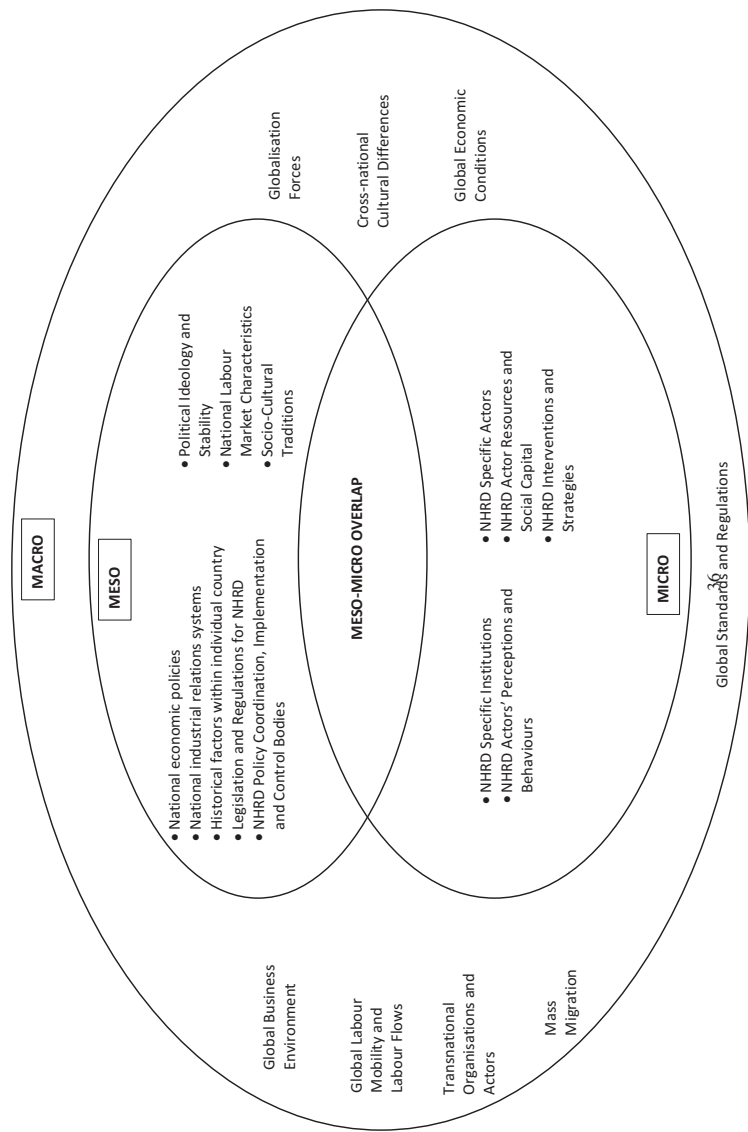 MACRO
MESO
• National economic policies
• National industrial relations systems
• Historical factors within individual country
• Legislation and Regulations for NHRD
• NHRD Policy Coordination, Implementation
and Control Bodies
• Political Ideology and
Stability
• National Labour
Market Characteristics
• Socio-Cultural
Traditions
Global Business
Environment
Global Labour
Mobility and
Labour Flows
Transnational
Organisations and
Actors
Mass
Migration
Globalisation
Forces
Cross-national
Cultural Differences
Global Economic
Conditions
MESO-MICRO OVERLAP
• NHRD Specific Institutions
• NHRD Actors’ Perceptions and
Behaviours
• NHRD Specific Actors
• NHRD Actor Resources and
Social Capital
• NHRD Interventions and
Strategies
MICRO
36
Global Standards and Regulations